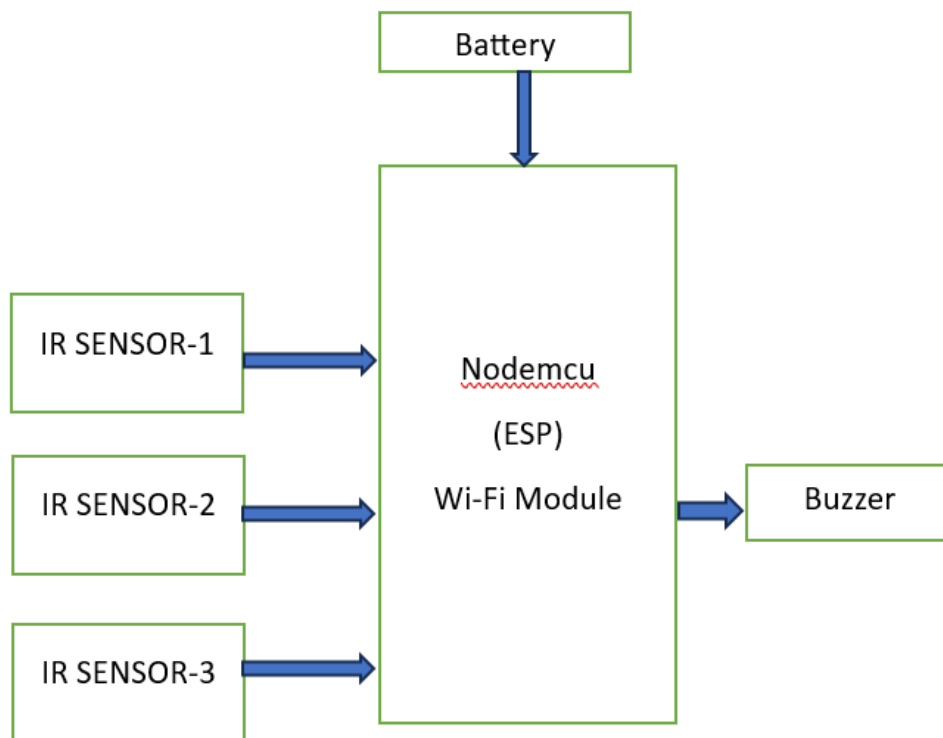 Battery
IR SENSOR-1
IR SENSOR-2
IR SENSOR-3
Nodemcu
(ESP)
Wi-Fi Module
Buzzer